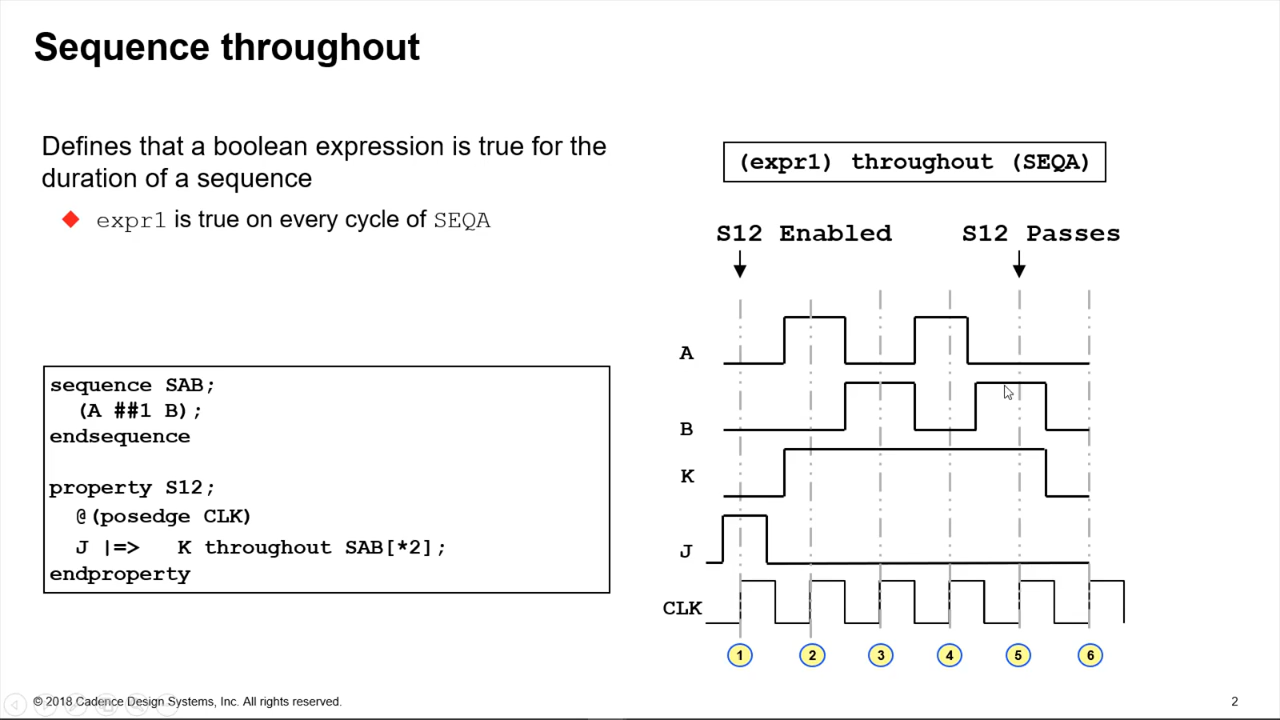 Sequence throughout
Defines that a boolean expression is true for the
duration of a sequence
expr1 is true on every cycle of SEQA
sequence SAB;
(A ##1 B);
endsequence
property S12;
@(posedge CLK)
J |=> K throughout SAB[*2];
endproperty
(expr1) throughout (SEQA)
S12 Enabled S12 Passes
A
B
K
J
CLK
1 2 3 4 5 6
© 2018 Cadence Design Systems, Inc. All rights reserved.
2